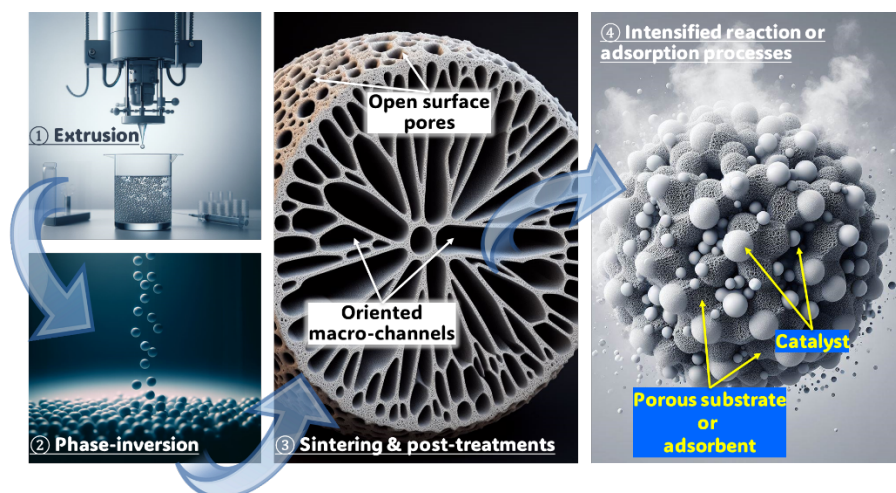 ① Extrusion
② Phase-inversion
Open surface
pores
Oriented
macro-channels
③ Sintering & post-treatments
④ Intensified reaction or
adsorption processes
Catalyst
Porous substrate
or
adsorbent